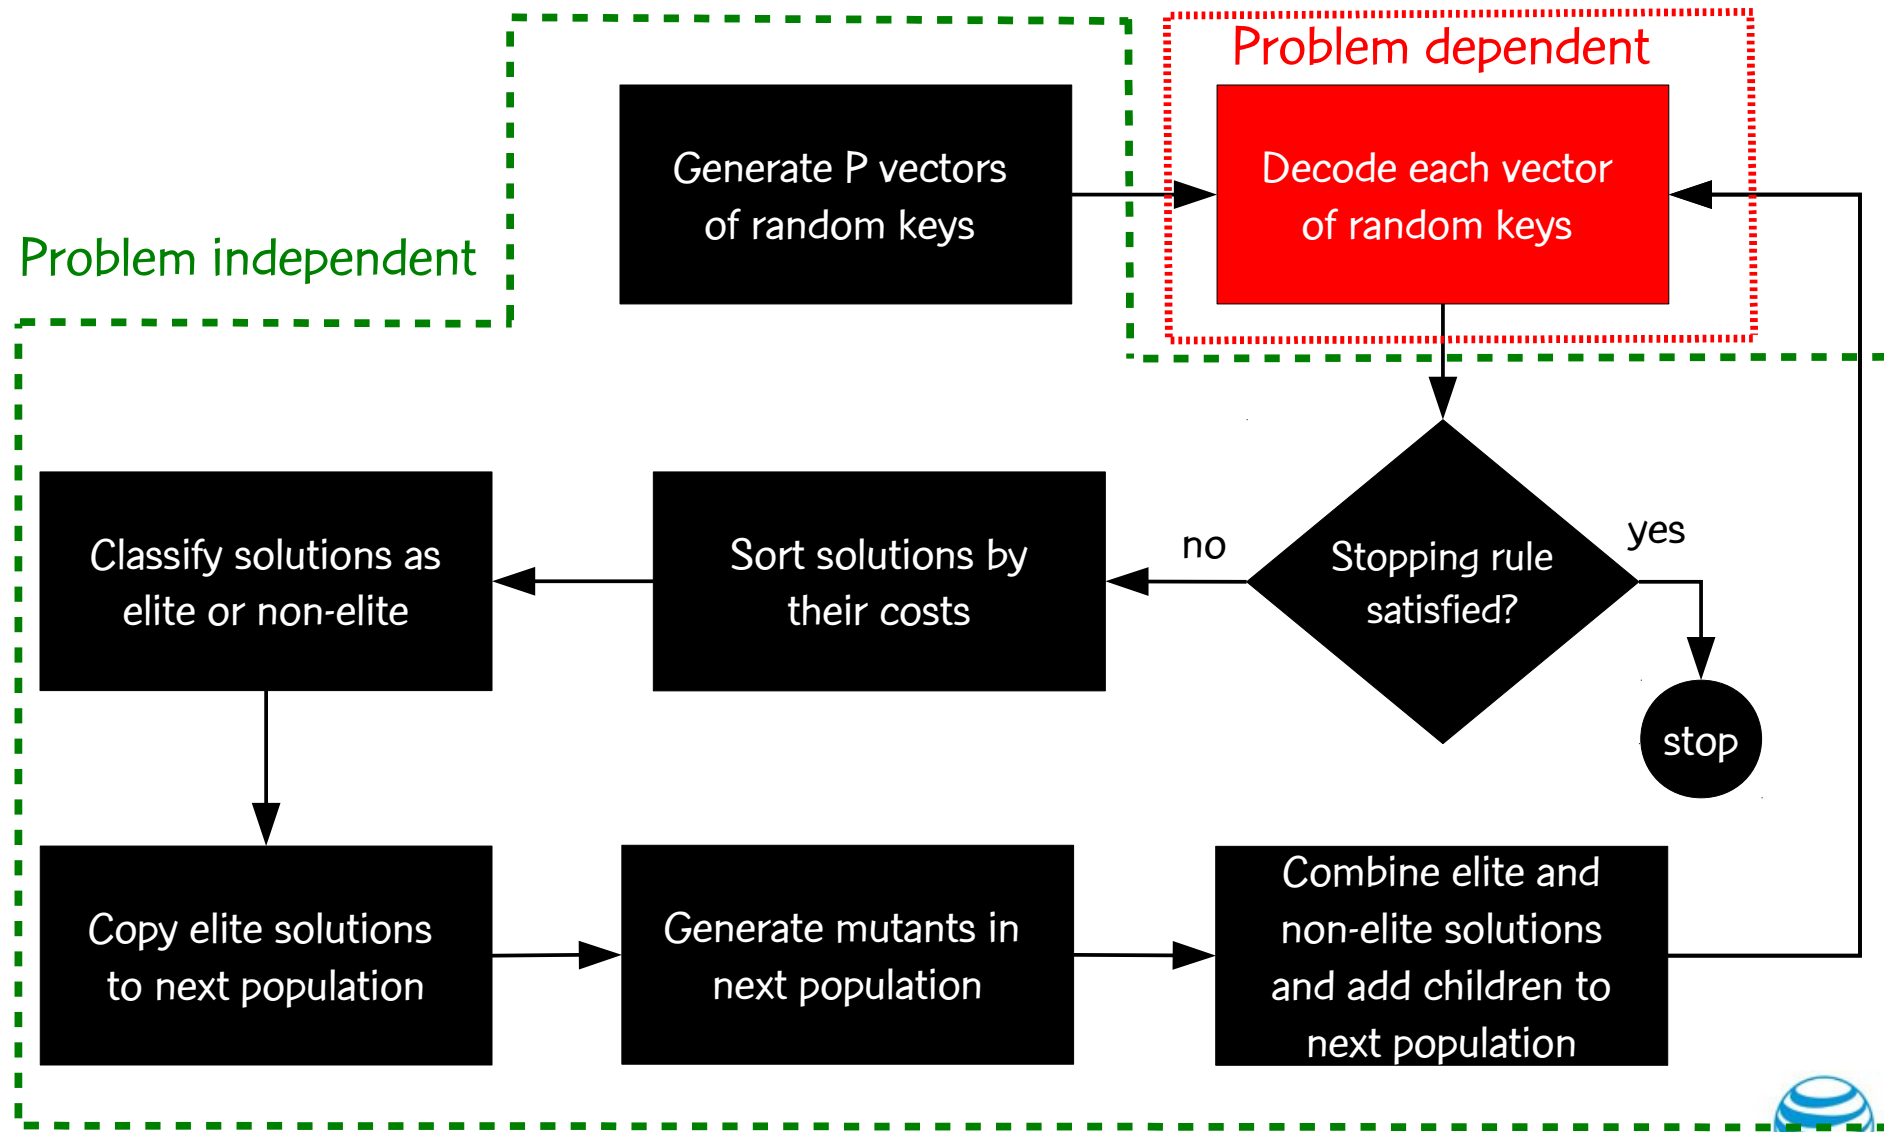 Problem dependent
Generate P vectors
of random keys
Decode each vector
of random keys
Problem independent
Classify solutions as
elite or non-elite
Sort solutions by
their costs
no
Stopping rule
satisfied?
yes
stop
Copy elite solutions
to next population
Generate mutants in
next population
Combine elite and
non-elite solutions
and add children to
next population